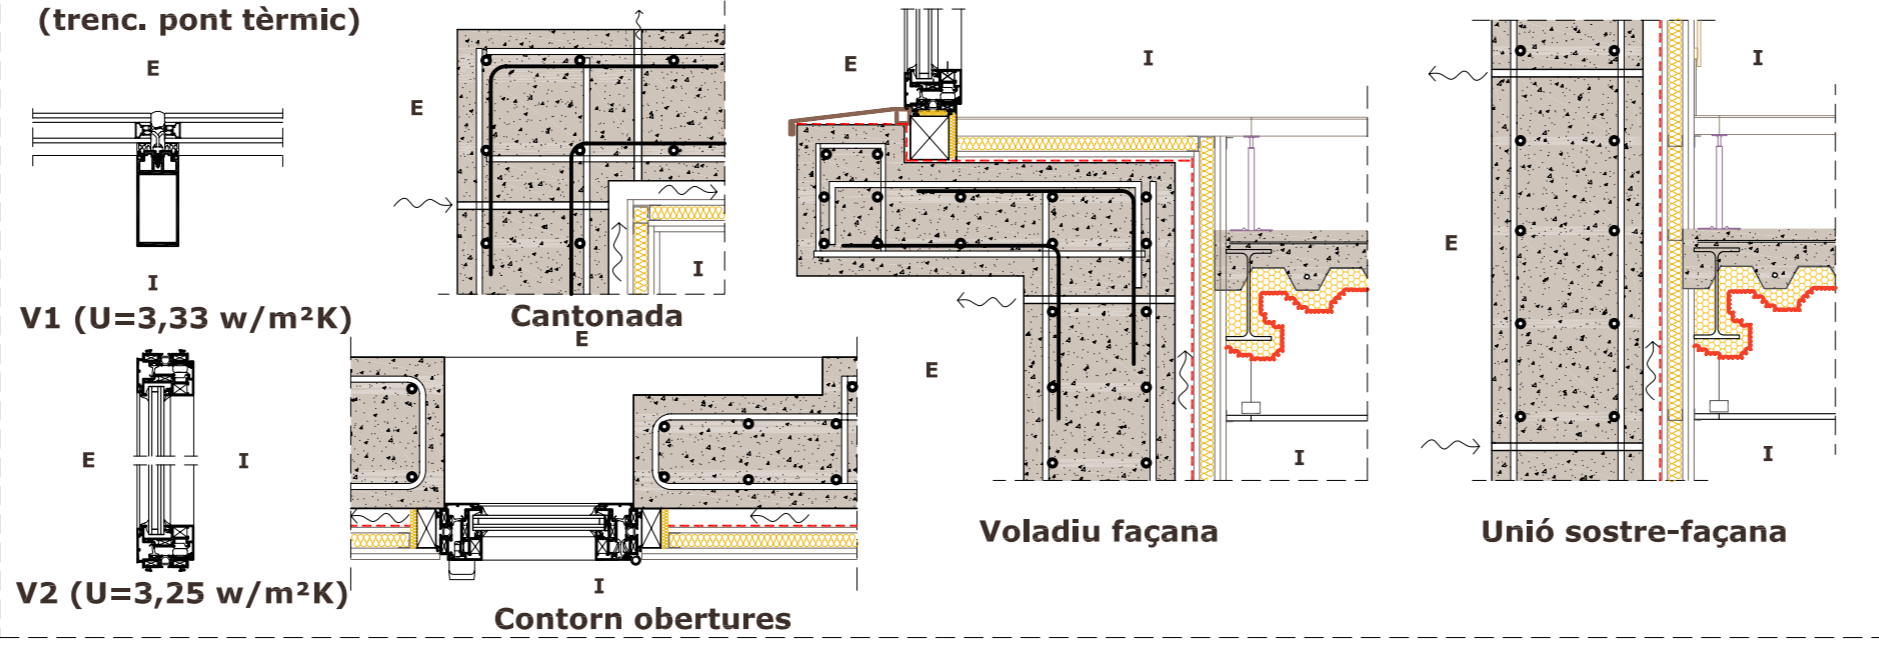 (trenc. pont tèrmic)
E
I
V1 (U=3,33 w/m²K)
E
I
V2 (U=3,25 w/m²K)
E
I
Cantonada
E
I
Contorn obertures
E
I
E
I
Voladiu façana
I
E
I
Unió sostre-façana